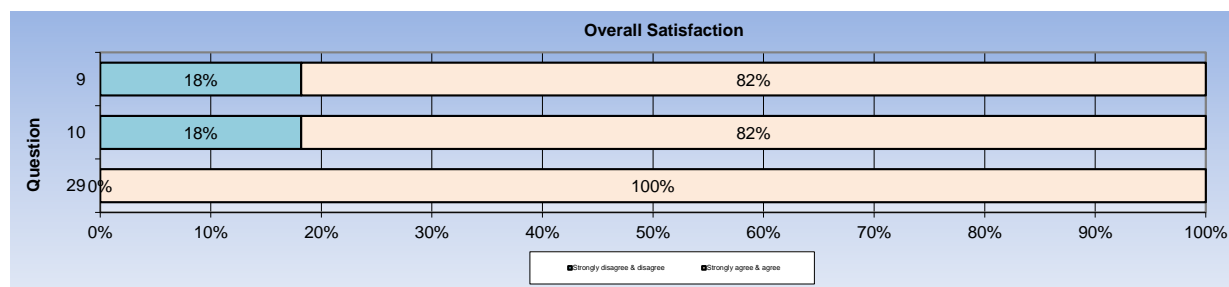 Overall Satisfaction
Question
9
18%
82%
10
18%
82%
29
0%
100%
0% 10% 20% 30% 40% 50% 60% 70% 80% 90% 100%
Strongly disagree & disagree Strongly agree & agree